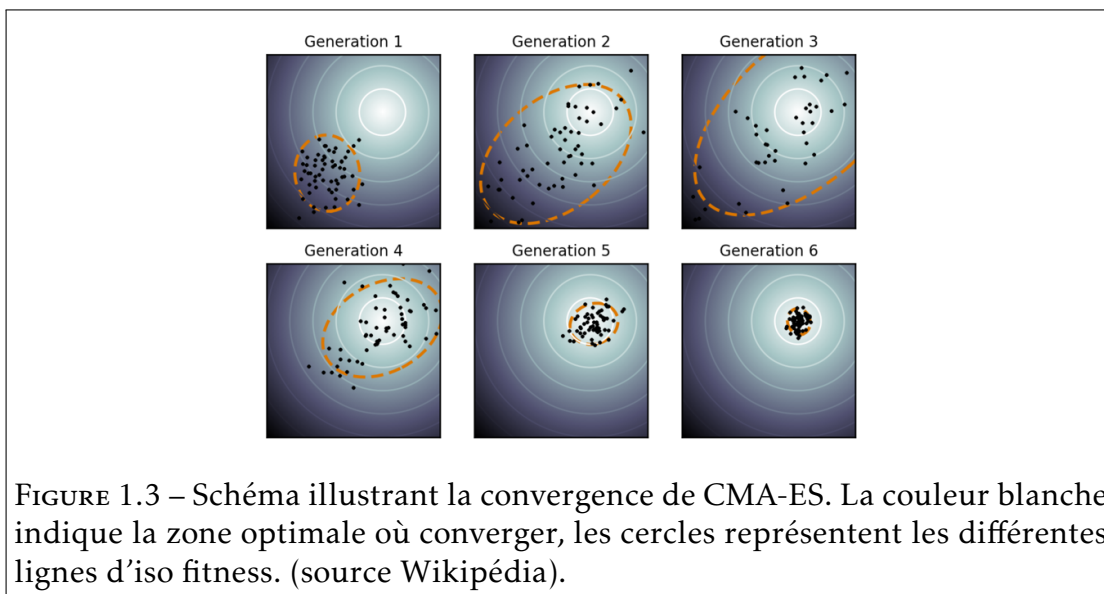 Generation 1 Generation 2 Generation 3
Generation 4 Generation 5 Generation 6
FIGURE 1.3 – Schéma illustrant la convergence de CMA-ES. La couleur blanche
indique la zone optimale où converger, les cercles représentent les différentes
lignes d’iso fitness. (source Wikipédia).